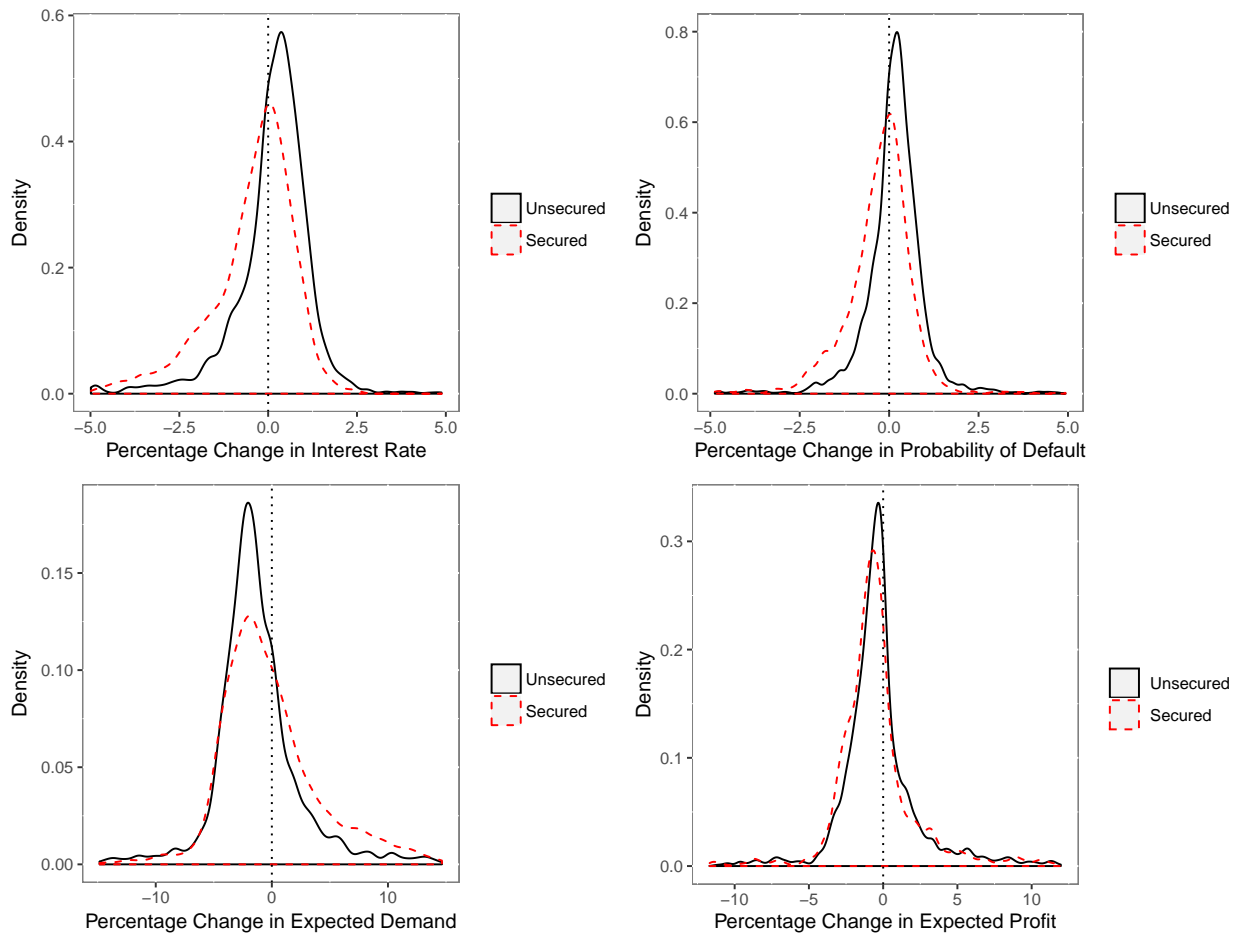 0.6
0.4
0.2
0.0
Density
−5.0 −2.5 0.0 2.5 5.0
Percentage Change in Interest Rate
Unsecured
Secured
0.8
0.6
0.4
0.2
0.0
Density
−5.0 −2.5 0.0 2.5 5.0
Percentage Change in Probability of Default
Unsecured
Secured
0.15
0.10
0.05
0.00
Density
−10 0 10
Percentage Change in Expected Demand
Unsecured
Secured
0.3
0.2
0.1
0.0
Density
−10 −5 0 5 10
Percentage Change in Expected Profit
Unsecured
Secured